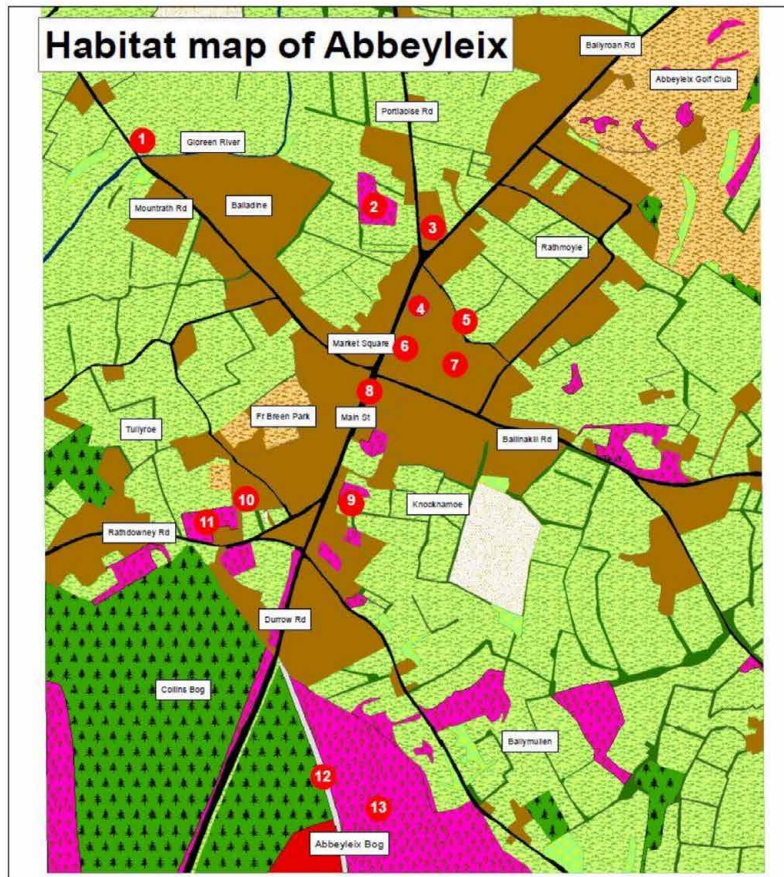 Habitat map of Abbeyleix
Ballyroan Rd
Abbeyleix Golf Club
Portlaoise Rd
1
Gloreen River
2
Mountrath Rd
Balladine
3
Rathmoyle
4
5
Market Square
6
7
8
Fr Breen Park
Main St
Tullyroe
Ballinakill Rd
9
10
Knocknamoe
11
Rathdowney Rd
Durrow Rd
Collins Bog
Ballymullen
12
13
Abbeyleix Bog